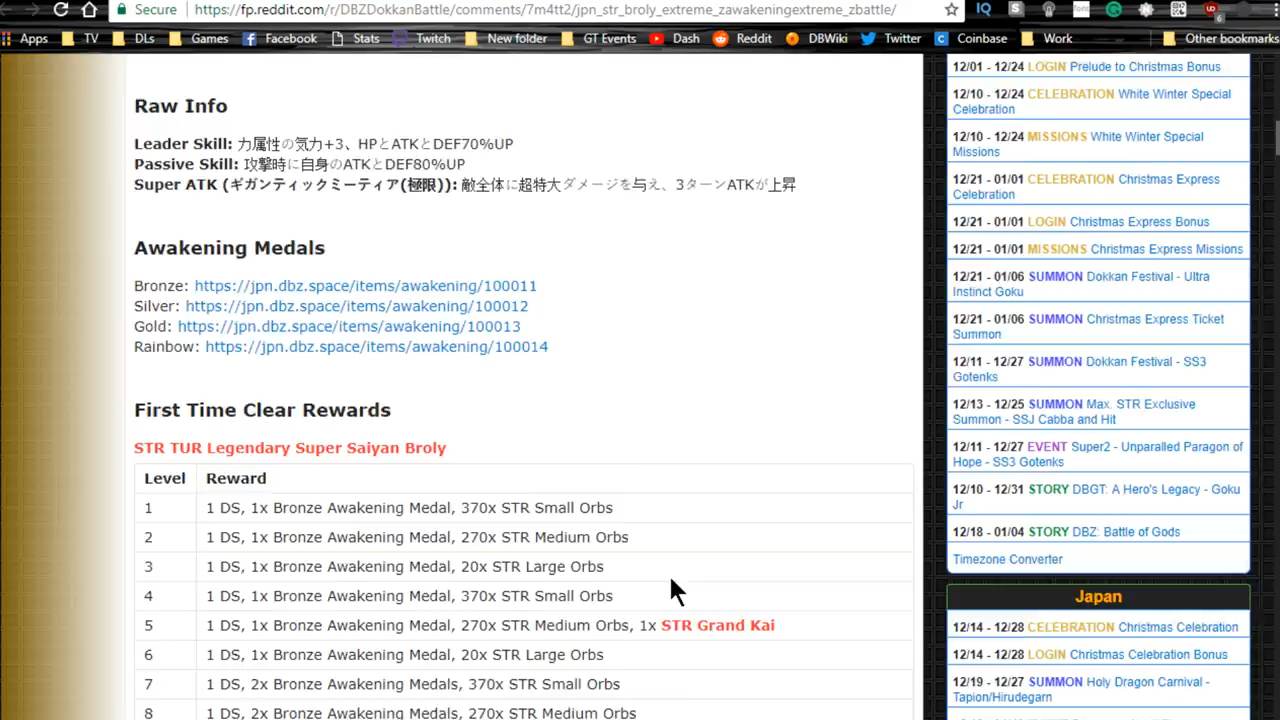 Secure
https://fp.reddit.com/r/DBZDokkanBattle/comments/7m4tt2/jpn_str_broly_extreme_zawakeningextreme_zbattle/
Apps TV DLs Games Facebook Stats Twitch New folder GT Events Dash Reddit DBWiki Twitter Coinbase Work Other bookmarks
Raw Info
Leader Skill: 力属性の気力+3、HPとATKとDEF70%UP
Passive Skill: 攻撃時に自身のATKとDEF80%UP
Super ATK (ギガンティックミーティア(極限)): 敵全体に超特大ダメージを与え、3ターンATKが上昇
Awakening Medals
Bronze: https://jpn.dbz.space/items/awakening/100011
Silver: https://jpn.dbz.space/items/awakening/100012
Gold: https://jpn.dbz.space/items/awakening/100013
Rainbow: https://jpn.dbz.space/items/awakening/100014
First Time Clear Rewards
STR TUR Legendary Super Saiyan Broly
Level Reward
1 1 DS, 1x Bronze Awakening Medal, 370x STR Small Orbs
2 1 DS, 1x Bronze Awakening Medal, 270x STR Medium Orbs
3 1 DS, 1x Bronze Awakening Medal, 20x STR Large Orbs
4 1 DS, 1x Bronze Awakening Medal, 370x STR Small Orbs
5 1 DS, 1x Bronze Awakening Medal, 270x STR Medium Orbs, 1x STR Grand Kai
6 1 DS, 1x Bronze Awakening Medal, 20x STR Large Orbs
7 1 DS, 2x Bronze Awakening Medals, 370x STR Small Orbs
8 1 DS, 2x Bronze Awakening Medals, 270x STR Medium Orbs
12/01 - 12/24 LOGIN Prelude to Christmas Bonus
12/10 - 12/24 CELEBRATION White Winter Special
Celebration
12/10 - 12/24 MISSIONS White Winter Special
Missions
12/21 - 01/01 CELEBRATION Christmas Express
Celebration
12/21 - 01/01 LOGIN Christmas Express Bonus
12/21 - 01/01 MISSIONS Christmas Express Missions
12/21 - 01/06 SUMMON Dokkan Festival - Ultra
Instinct Goku
12/21 - 01/06 SUMMON Christmas Express Ticket
Summon
12/11 - 12/27 SUMMON Dokkan Festival - SS3
Gotenks
12/13 - 12/25 SUMMON Max. STR Exclusive
Summon - SSJ Cabba and Hit
12/11 - 12/27 EVENT Super2 - Unparalled Paragon of
Hope - SS3 Gotenks
12/10 - 12/31 STORY DBGT: A Hero's Legacy - Goku
Jr
12/18 - 01/04 STORY DBZ: Battle of Gods
Timezone Converter
Japan
12/14 - 12/28 CELEBRATION Christmas Celebration
12/14 - 12/28 LOGIN Christmas Celebration Bonus
12/19 - 12/27 SUMMON Holy Dragon Carnival -
Tapion/Hirudegarn